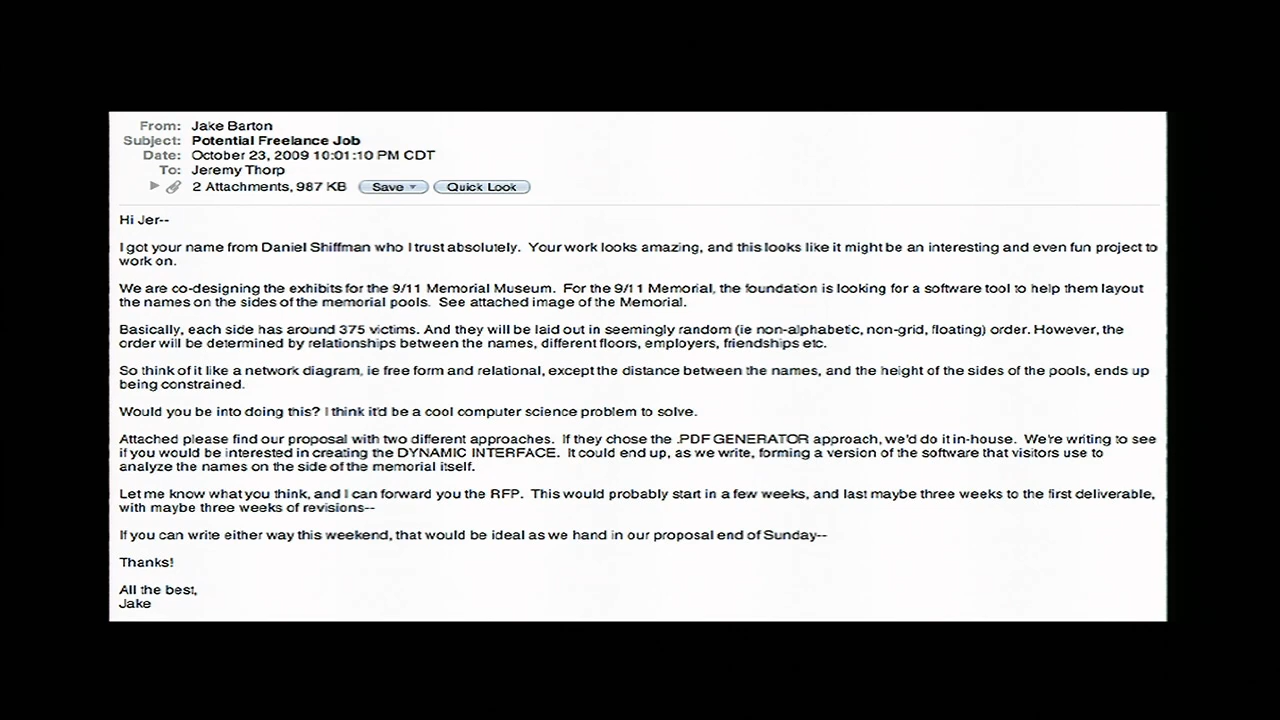 From: Jake Barton
Subject: Potential Freelance Job
Date: October 23, 2009 10:01:10 PM CDT
To: Jeremy Thorp
2 Attachments, 987 KB Save Quick Look
Hi Jer--
I got your name from Daniel Shiffman who I trust absolutely. Your work looks amazing, and this looks like it might be an interesting and even fun project to
work on.
We are co-designing the exhibits for the 9/11 Memorial Museum. For the 9/11 Memorial, the foundation is looking for a software tool to help them layout
the names on the sides of the memorial pools. See attached image of the Memorial.
Basically, each side has around 375 victims. And they will be laid out in seemingly random (ie non-alphabetic, non-grid, floating) order. However, the
order will be determined by relationships between the names, different floors, employers, friendships etc.
So think of it like a network diagram, ie free form and relational, except the distance between the names, and the height of the sides of the pools, ends up
being constrained.
Would you be into doing this? I think it'd be a cool computer science problem to solve.
Attached please find our proposal with two different approaches. If they chose the .PDF GENERATOR approach, we'd do it in-house. We're writing to see
if you would be interested in creating the DYNAMIC INTERFACE. It could end up, as we write, forming a version of the software that visitors use to
analyze the names on the side of the memorial itself.
Let me know what you think, and I can forward you the RFP. This would probably start in a few weeks, and last maybe three weeks to the first deliverable,
with maybe three weeks of revisions--
If you can write either way this weekend, that would be ideal as we hand in our proposal end of Sunday--
Thanks!
All the best,
Jake